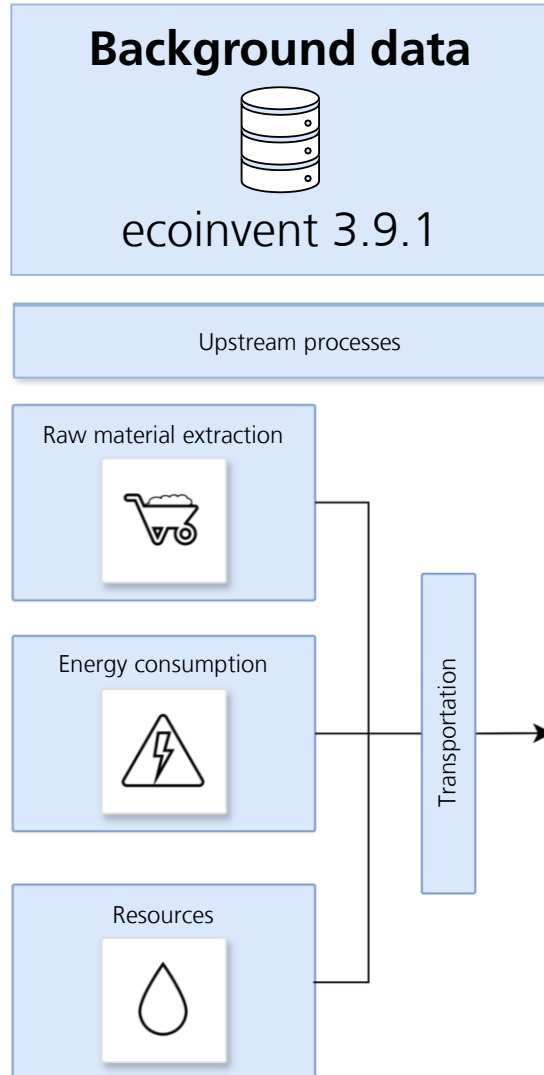 Background data
ecoinvent 3.9.1
Upstream processes
Raw material extraction
Energy consumption
Transportation
Resources